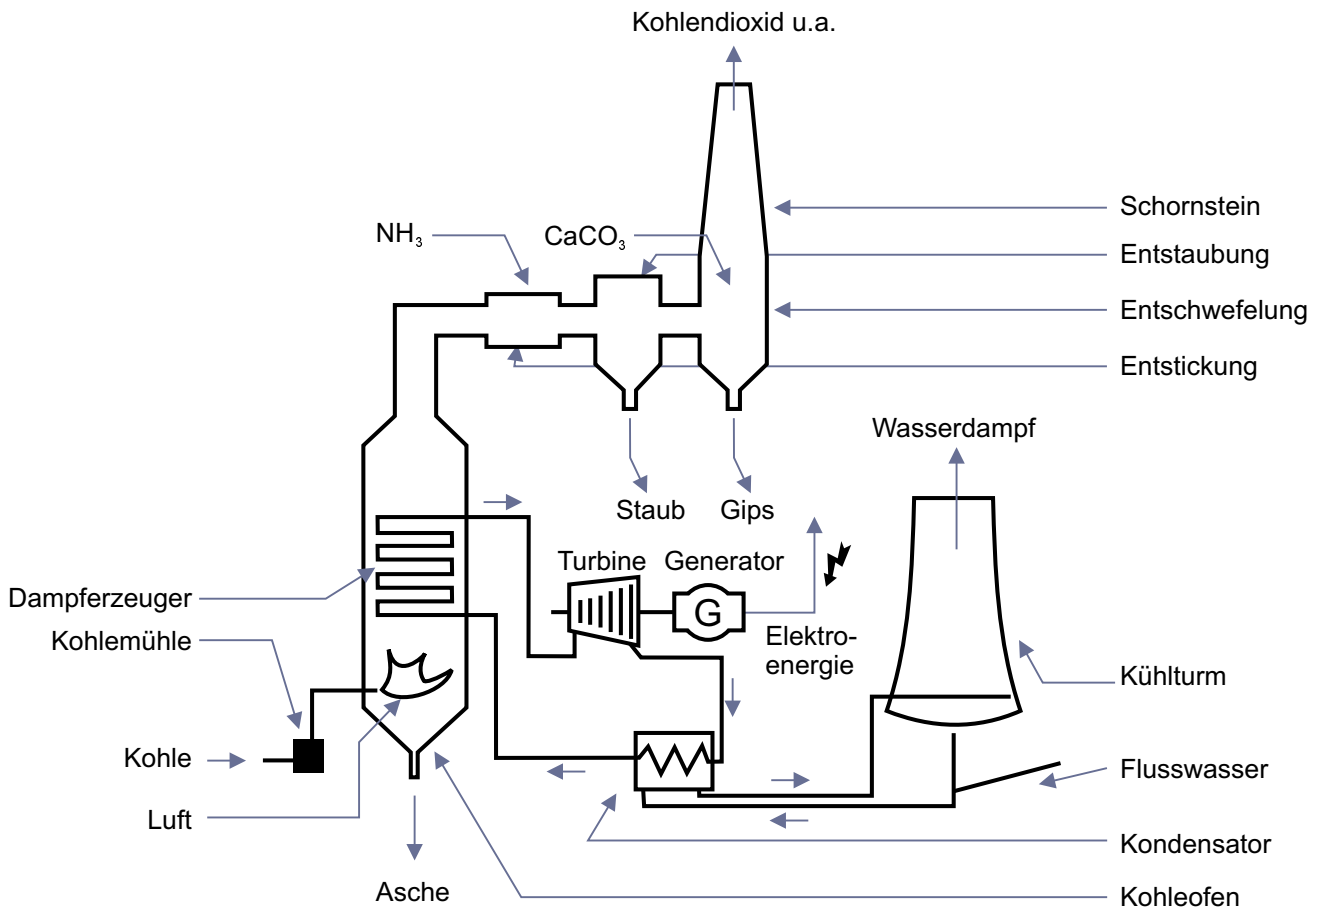 Kohlendioxid u.a.
Schornstein
NH₃
CaCO₃
Entstaubung
Entschwefelung
Entstickung
Wasserdampf
Staub
Gips
Turbine
Generator
Dampferzeuger
G
Kohlemühle
Elektro-
energie
Kühlturm
Kohle
Flusswasser
Luft
Kondensator
Asche
Kohleofen